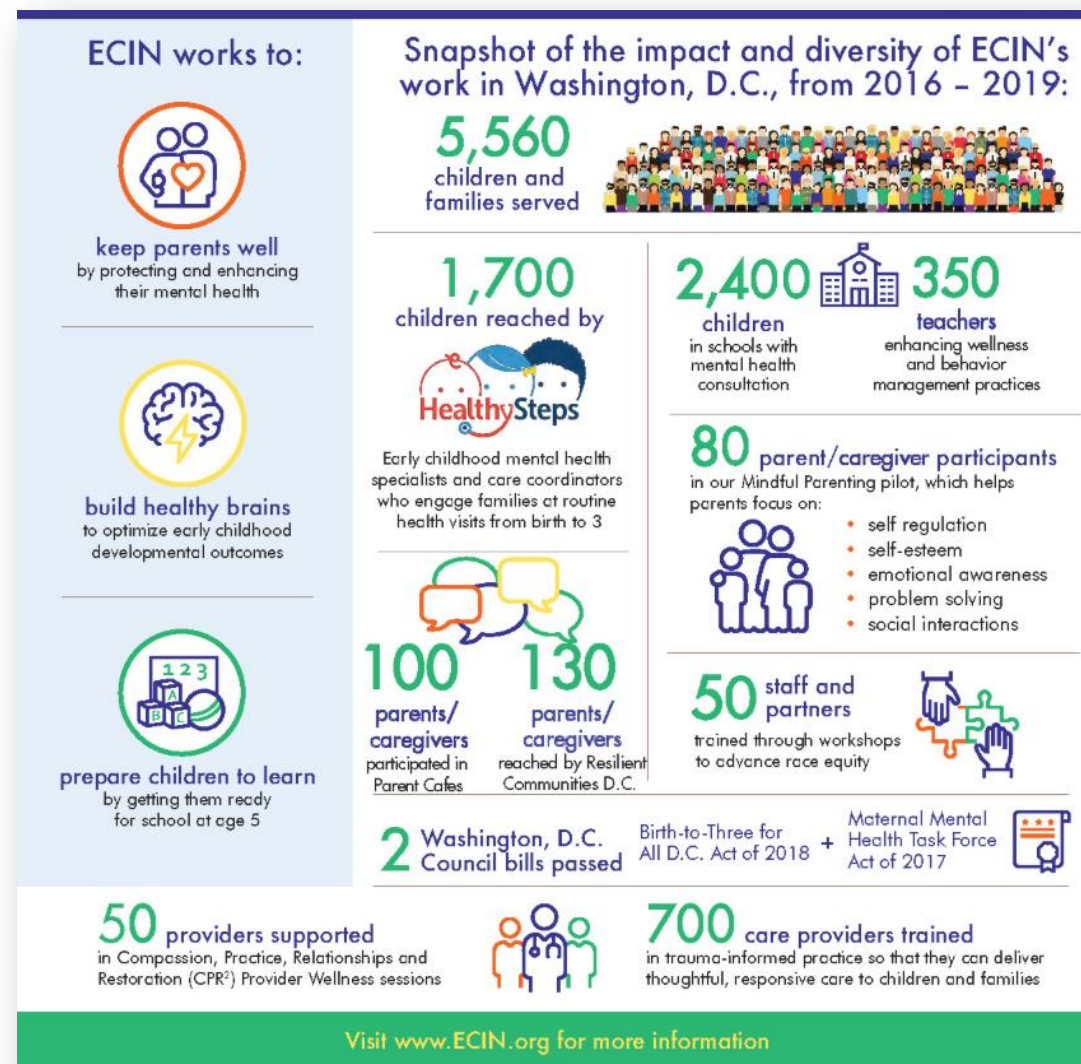 ECIN works to:
keep parents well
by protecting and enhancing
their mental health
build healthy brains
to optimize early childhood
developmental outcomes
1 2 3
A
B C
prepare children to learn
by getting them ready
for school at age 5
Snapshot of the impact and diversity of ECIN's
work in Washington, D.C., from 2016 – 2019:
5,560
children and
families served
1,700
children reached by
HealthySteps
Early childhood mental health
specialists and care coordinators
who engage families at routine
health visits from birth to 3
100
parents/
caregivers
participated in
Parent Cafes
130
parents/
caregivers
reached by Resilient
Communities D.C.
2,400
children
in schools with
mental health
consultation
350
teachers
enhancing wellness
and behavior
management practices
80 parent/caregiver participants
in our Mindful Parenting pilot, which helps
parents focus on:
• self regulation
• self-esteem
• emotional awareness
• problem solving
• social interactions
50 staff and
partners
trained through workshops
to advance race equity
2 Washington, D.C.
Council bills passed
Birth-to-Three for
All D.C. Act of 2018
+
Maternal Mental
Health Task Force
Act of 2017
50 providers supported
in Compassion, Practice, Relationships and
Restoration (CPR²) Provider Wellness sessions
700 care providers trained
in trauma-informed practice so that they can deliver
thoughtful, responsive care to children and families
Visit www.ECIN.org for more information